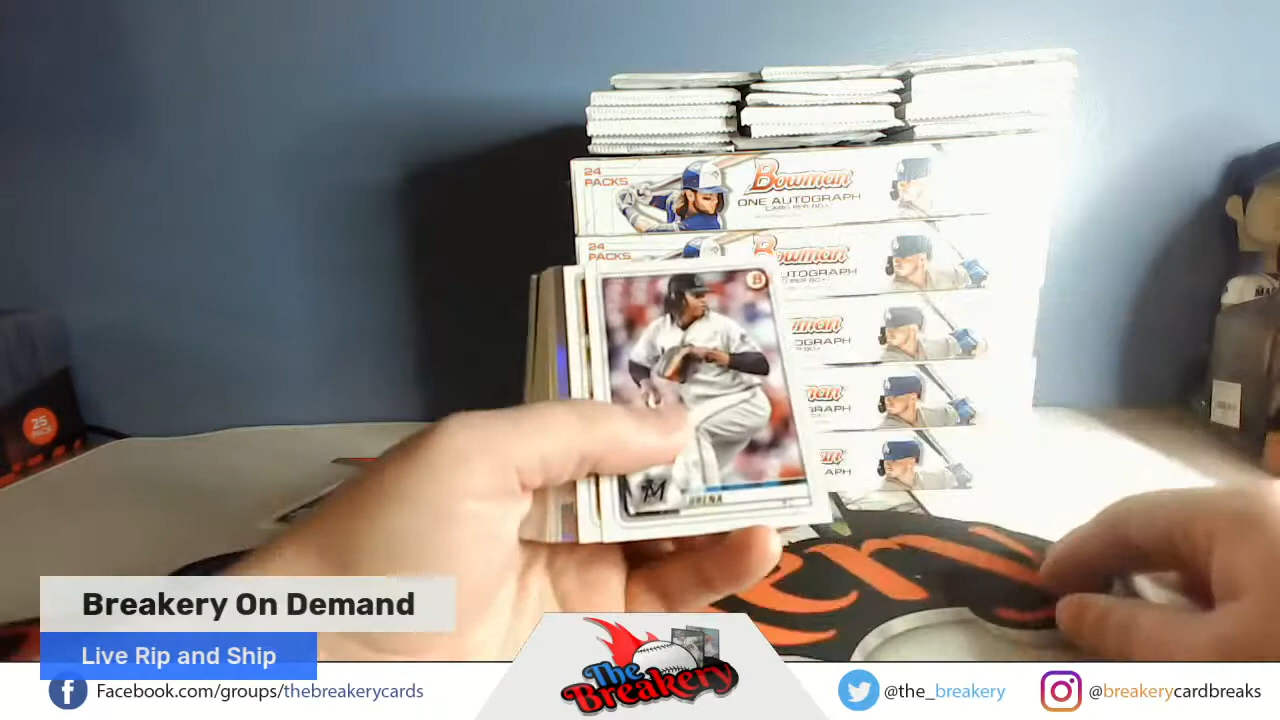 24
PACKS
Bowman
ONE AUTOGRAPH
24
PACKS
Bowman
25
B
M
Breakery On Demand
Live Rip and Ship
Facebook.com/groups/thebreakerycards
The
Breakery
@the_breakery
@breakerycardbreaks